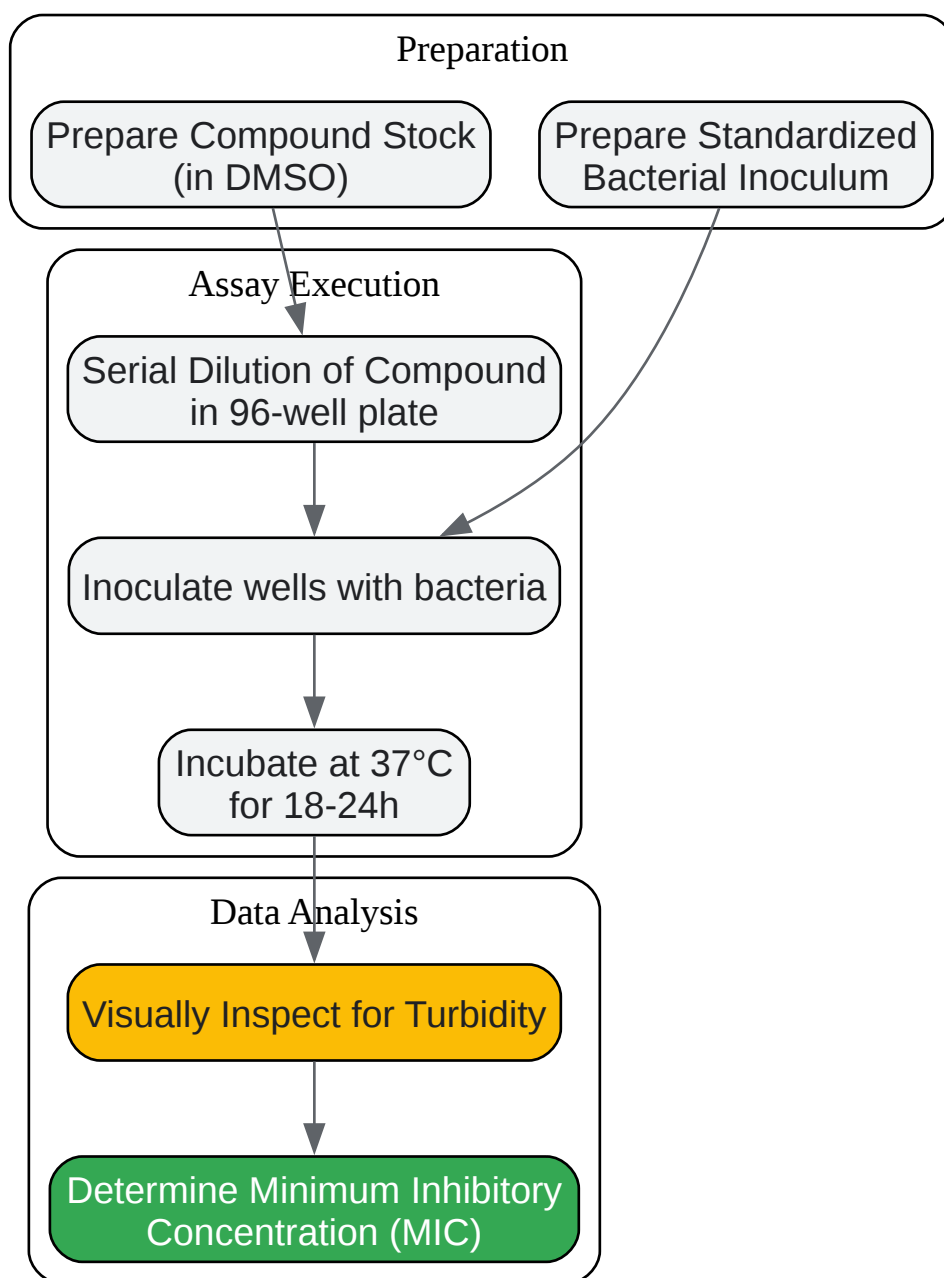 Preparation
Prepare Compound Stock
(in DMSO)
Prepare Standardized
Bacterial Inoculum
Assay Execution
Serial Dilution of Compound
in 96-well plate
Inoculate wells with bacteria
Incubate at 37°C
for 18-24h
Data Analysis
Visually Inspect for Turbidity
Determine Minimum Inhibitory
Concentration (MIC)